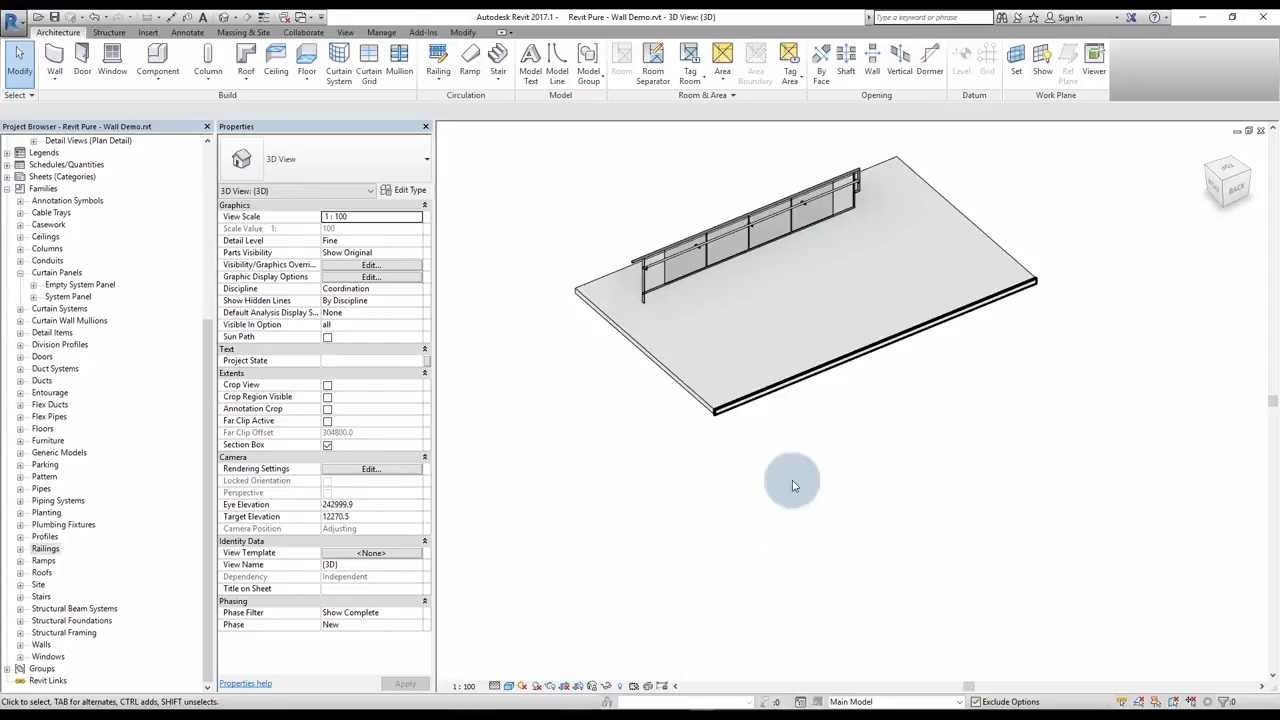 Autodesk Revit 2017.1 - Revit Pure - Wall Demo.rvt - 3D View: {3D}
Type a keyword or phrase
Sign In
Architecture Structure Insert Annotate Massing & Site Collaborate View Manage Add-Ins Modify
Modify Wall Door Window Component Column Roof Ceiling Floor Curtain System Curtain Grid Mullion Railing Ramp Stair Model Text Model Line Model Group Room Room Separator Tag Room Area Area Boundary Tag Area By Face Shaft Wall Vertical Dormer Level Grid Set Show Ref Plane Viewer
Select Build Circulation Model Room & Area Opening Datum Work Plane
Project Browser - Revit Pure - Wall Demo.rvt
Detail Views (Plan Detail)
Legends
Schedules/Quantities
Sheets (Categories)
Families
Annotation Symbols
Cable Trays
Casework
Ceilings
Columns
Conduits
Curtain Panels
Empty System Panel
System Panel
Curtain Systems
Curtain Wall Mullions
Detail Items
Division Profiles
Doors
Duct Systems
Ducts
Entourage
Flex Ducts
Flex Pipes
Floors
Furniture
Generic Models
Parking
Pattern
Pipes
Piping Systems
Planting
Plumbing Fixtures
Profiles
Railings
Ramps
Roofs
Site
Stairs
Structural Beam Systems
Structural Foundations
Structural Framing
Walls
Windows
Groups
Revit Links
Properties
3D View
3D View: {3D} Edit Type
Graphics
View Scale 1 : 100
Scale Value 1: 100
Detail Level Fine
Parts Visibility Show Original
Visibility/Graphics Overri... Edit...
Graphic Display Options Edit...
Discipline Coordination
Show Hidden Lines By Discipline
Default Analysis Display S... None
Visible In Option all
Sun Path
Text
Project State
Extents
Crop View
Crop Region Visible
Annotation Crop
Far Clip Active
Far Clip Offset 304800.0
Section Box
Camera
Rendering Settings Edit...
Locked Orientation
Perspective
Eye Elevation 242999.9
Target Elevation 12270.5
Camera Position Adjusting
Identity Data
View Template <None>
View Name {3D}
Dependency Independent
Title on Sheet
Phasing
Phase Filter Show Complete
Phase New
Properties help Apply
TOP
BACK
1 : 100
Click to select, TAB for alternates, CTRL adds, SHIFT unselects. :0 Main Model Exclude Options :0